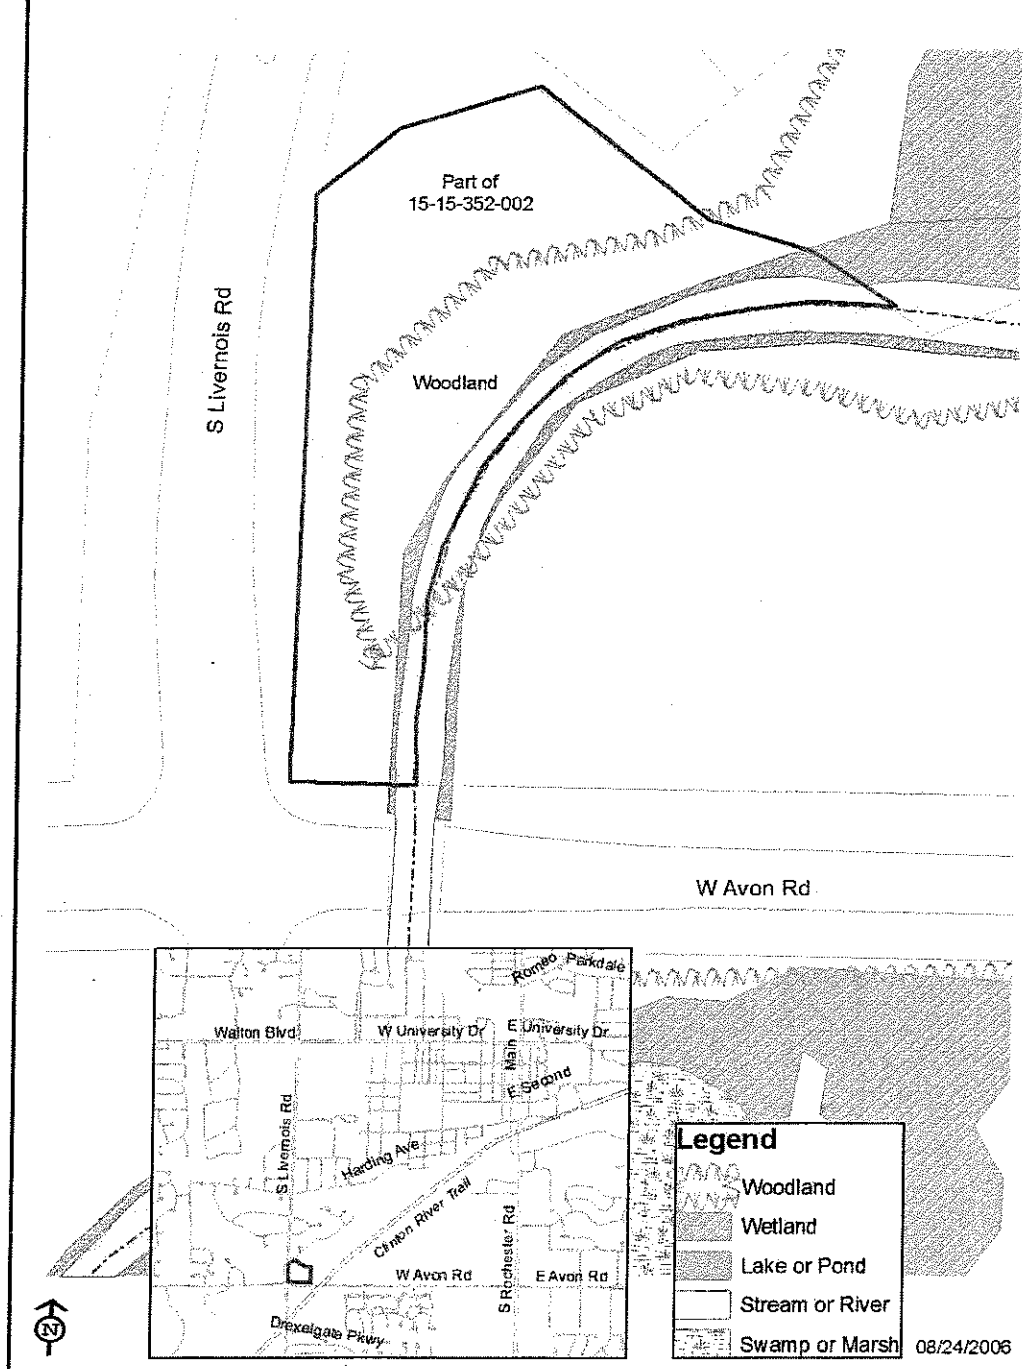 Part of
15-15-352-002
S Livernois Rd
Woodland
W Avon Rd
Romeo
Parkdale
Walton Blvd
W University Dr
E University Dr
Main
E Second
S Livernois Rd
Harding Ave
Clinton River Trail
S Rochester Rd
W Avon Rd
E Avon Rd
Drexelgate Pkwy
N
Legend
Woodland
Wetland
Lake or Pond
Stream or River
Swamp or Marsh
08/24/2006